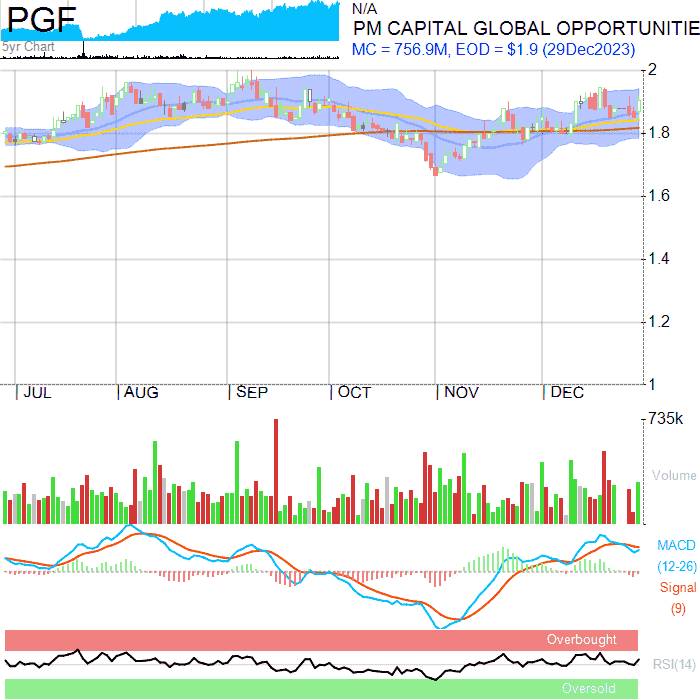 PGF
N/A
PM CAPITAL GLOBAL OPPORTUNITIE
5yr Chart
MC = 756.9M, EOD = $1.9 (29Dec2023)
2
1.8
1.6
1.4
1.2
1
JUL AUG SEP OCT NOV DEC
735k
Volume
MACD
(12-26)
Signal
(9)
Overbought
RSI(14)
Oversold